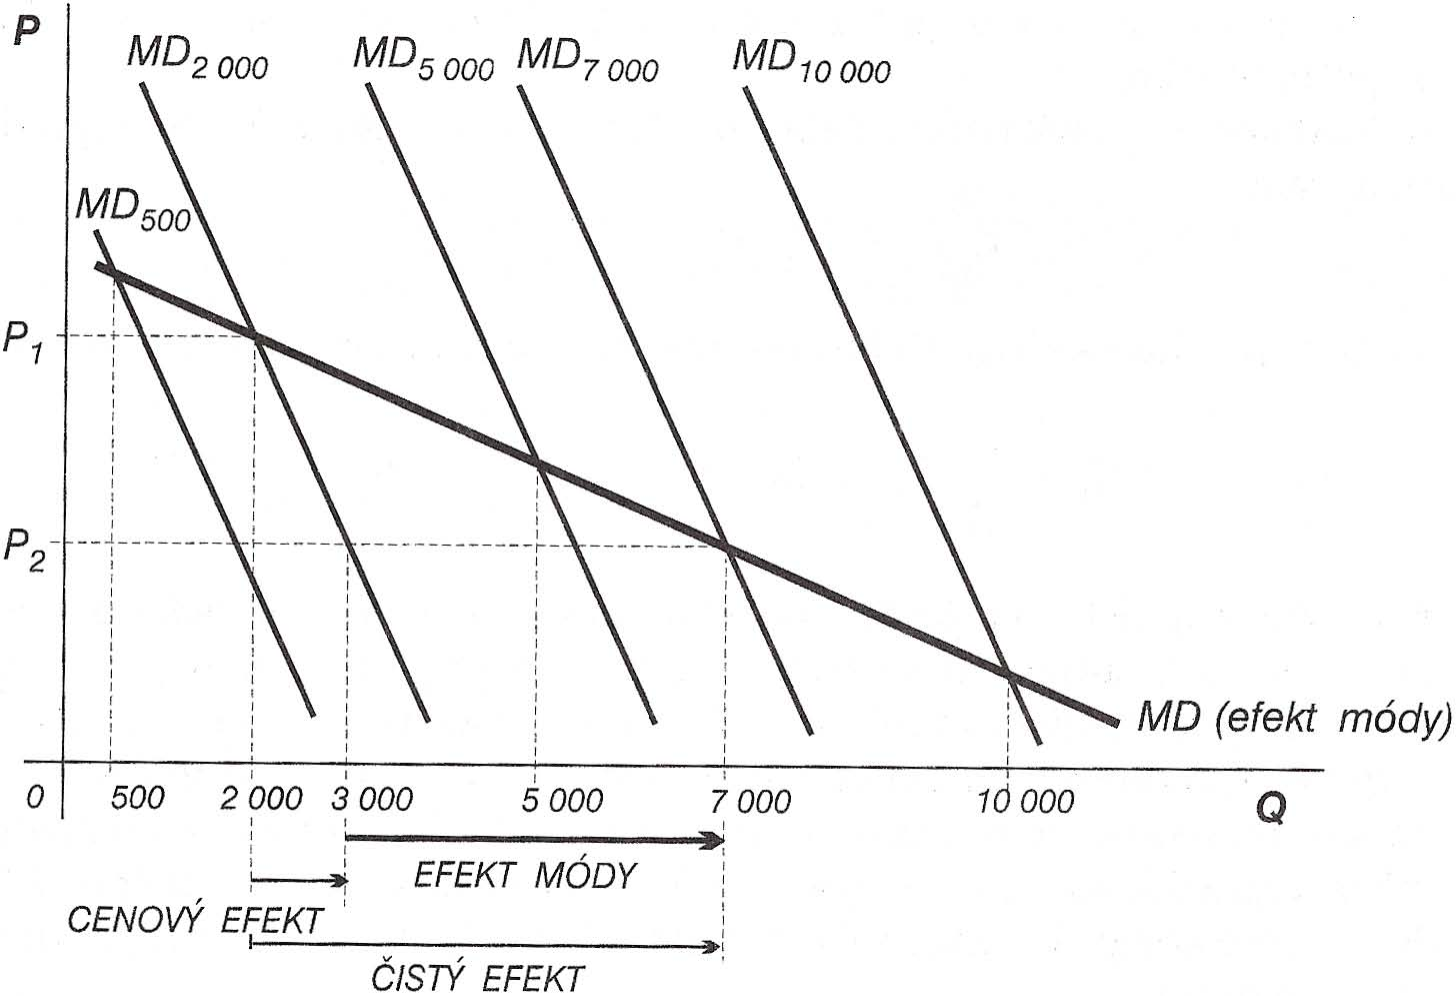 P
MD2 000 MD5 000 MD7 000 MD10 000
MD500
P1
P2
MD (efekt módy)
0 500 2 000 3 000 5 000 7 000 10 000 Q
EFEKT MÓDY
CENOVÝ EFEKT
ČISTÝ EFEKT